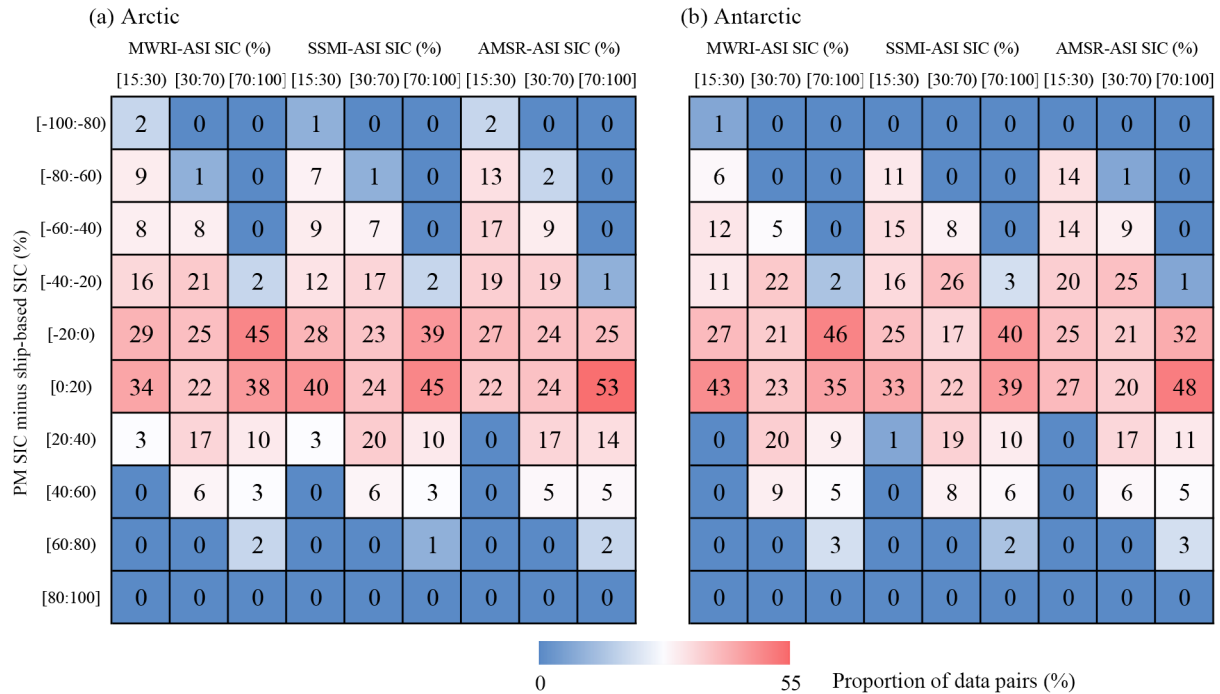 (a) Arctic (b) Antarctic
MWRI-ASI SIC (%) SSMI-ASI SIC (%) AMSR-ASI SIC (%) MWRI-ASI SIC (%) SSMI-ASI SIC (%) AMSR-ASI SIC (%)
[15:30) [30:70) [70:100] [15:30) [30:70) [70:100] [15:30) [30:70) [70:100] [15:30) [30:70) [70:100] [15:30) [30:70) [70:100] [15:30) [30:70) [70:100]
PM SIC minus ship-based SIC (%)
[-100:-80) 2 0 0 1 0 0 2 0 0 1 0 0 0 0 0 0 0 0
[-80:-60) 9 1 0 7 1 0 13 2 0 6 0 0 11 0 0 14 1 0
[-60:-40) 8 8 0 9 7 0 17 9 0 12 5 0 15 8 0 14 9 0
[-40:-20) 16 21 2 12 17 2 19 19 1 11 22 2 16 26 3 20 25 1
[-20:0) 29 25 45 28 23 39 27 24 25 27 21 46 25 17 40 25 21 32
[0:20) 34 22 38 40 24 45 22 24 53 43 23 35 33 22 39 27 20 48
[20:40) 3 17 10 3 20 10 0 17 14 0 20 9 1 19 10 0 17 11
[40:60) 0 6 3 0 6 3 0 5 5 0 9 5 0 8 6 0 6 5
[60:80) 0 0 2 0 0 1 0 0 2 0 0 3 0 0 2 0 0 3
[80:100] 0 0 0 0 0 0 0 0 0 0 0 0 0 0 0 0 0 0
0 55 Proportion of data pairs (%)